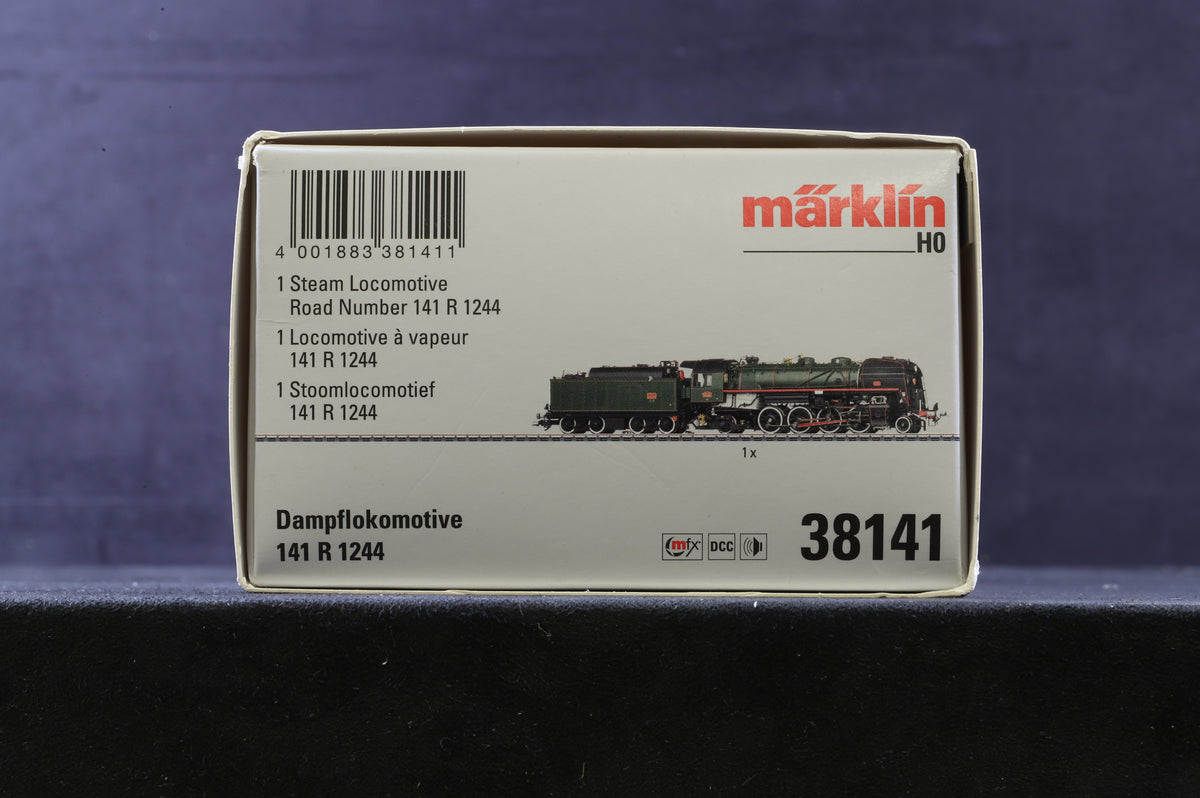 4 001883 381411
märklin
H0
1 Steam Locomotive
Road Number 141 R 1244
1 Locomotive à vapeur
141 R 1244
1 Stoomlocomotief
141 R 1244
1x
Dampflokomotive
141 R 1244
mfx DCC
38141